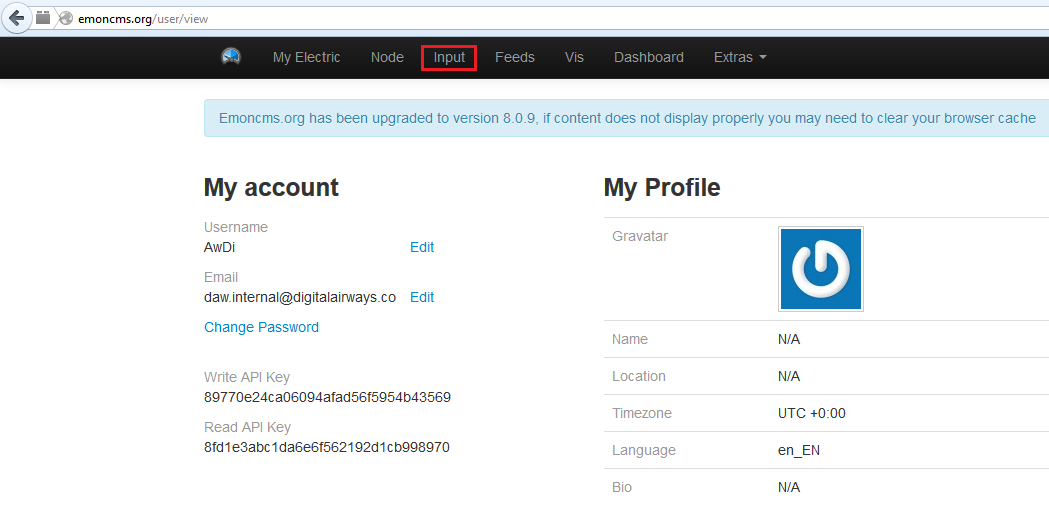 emoncms.org/user/view
My Electric Node Input Feeds Vis Dashboard Extras
Emoncms.org has been upgraded to version 8.0.9, if content does not display properly you may need to clear your browser cache
My account
Username
AwDi Edit
Email
daw.internal@digitalairways.co Edit
Change Password
Write API Key
89770e24ca06094afad56f5954b43569
Read API Key
8fd1e3abc1da6e6f562192d1cb998970
My Profile
Gravatar
Name N/A
Location N/A
Timezone UTC +0:00
Language en_EN
Bio N/A